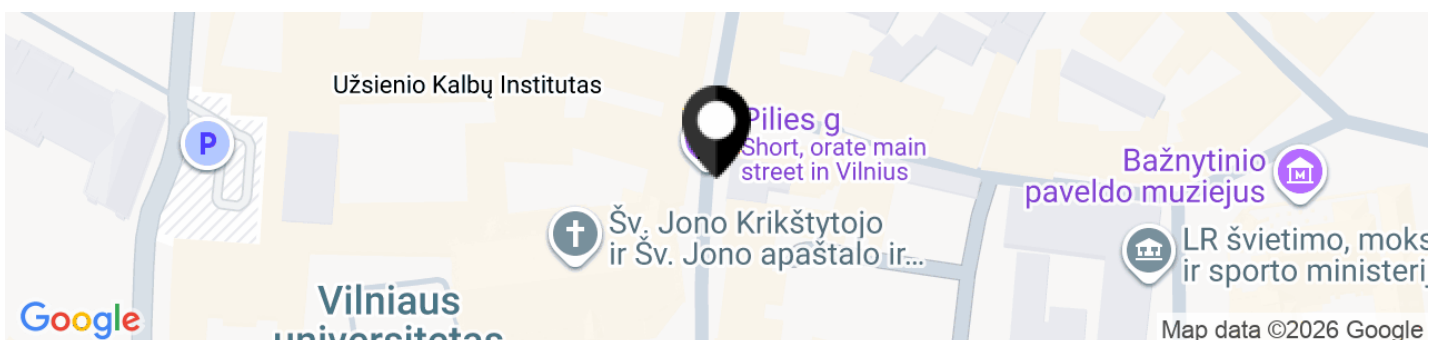 Užsienio Kalbų Institutas
P
Pilies g
Short, orate main
street in Vilnius
Bažnytinio
paveldo muziejus
M
Šv. Jono Krikštytojo
ir Šv. Jono apaštalo ir...
LR švietimo, moks
ir sporto ministerij
Vilniaus
universitetas
Google
Map data ©2026 Google